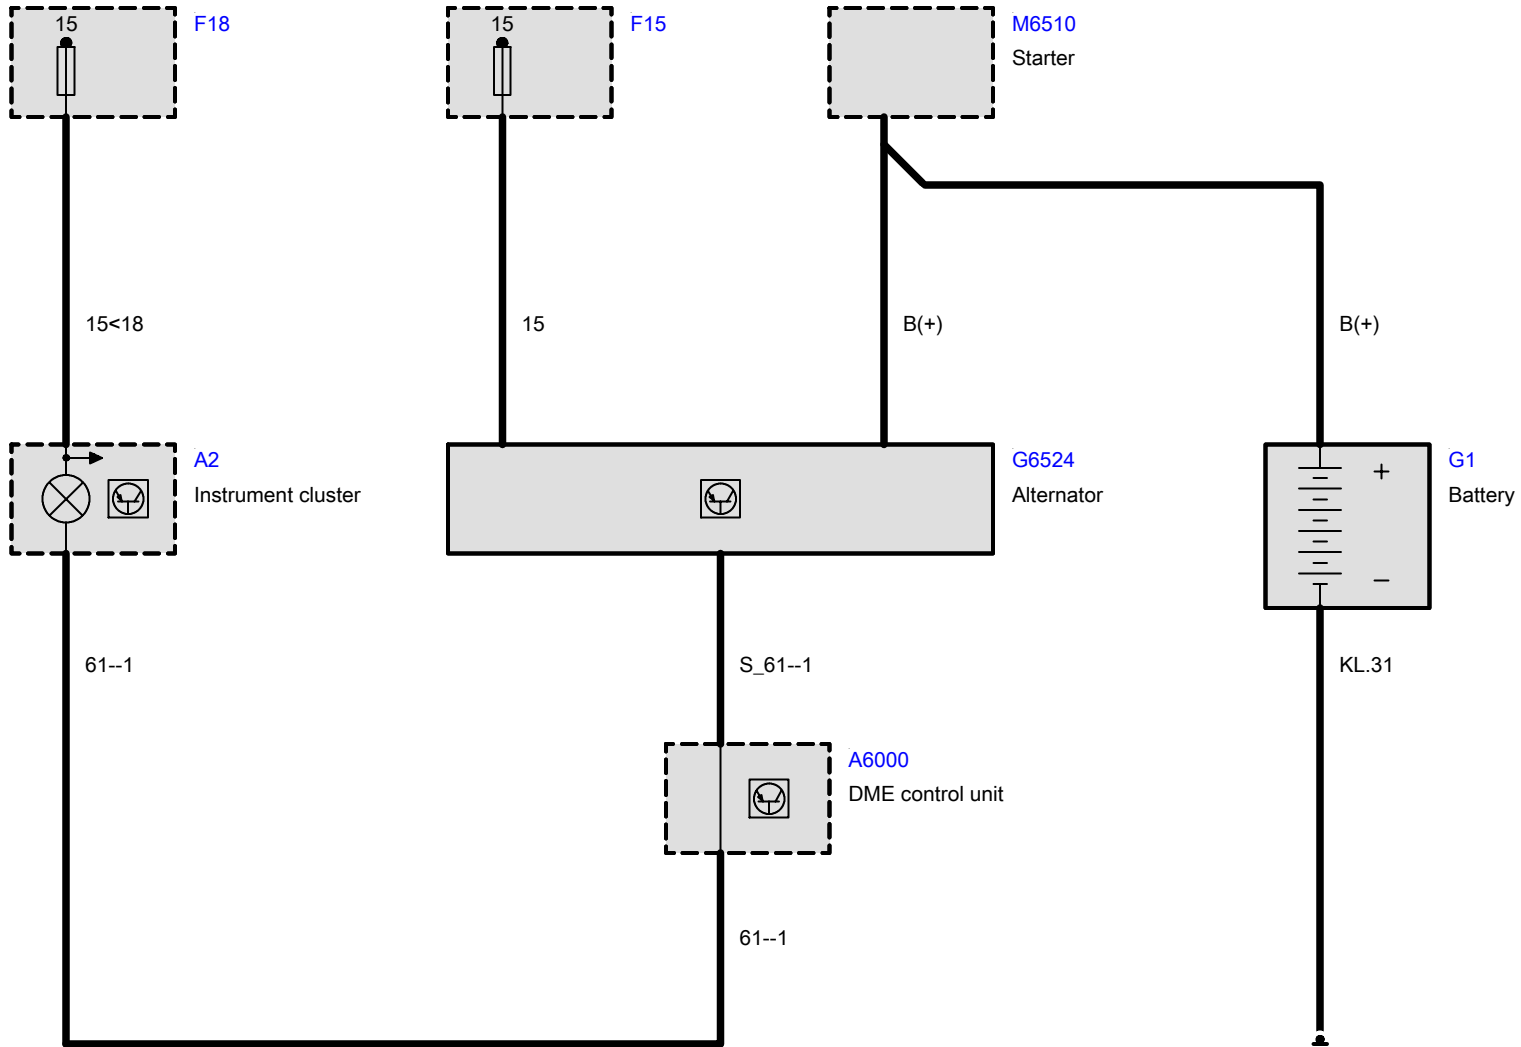 15
F18
15
F15
M6510
Starter
15<18
15
B(+)
B(+)
A2
Instrument cluster
G6524
Alternator
+
G1
Battery
−
61--1
S_61--1
KL.31
A6000
DME control unit
61--1